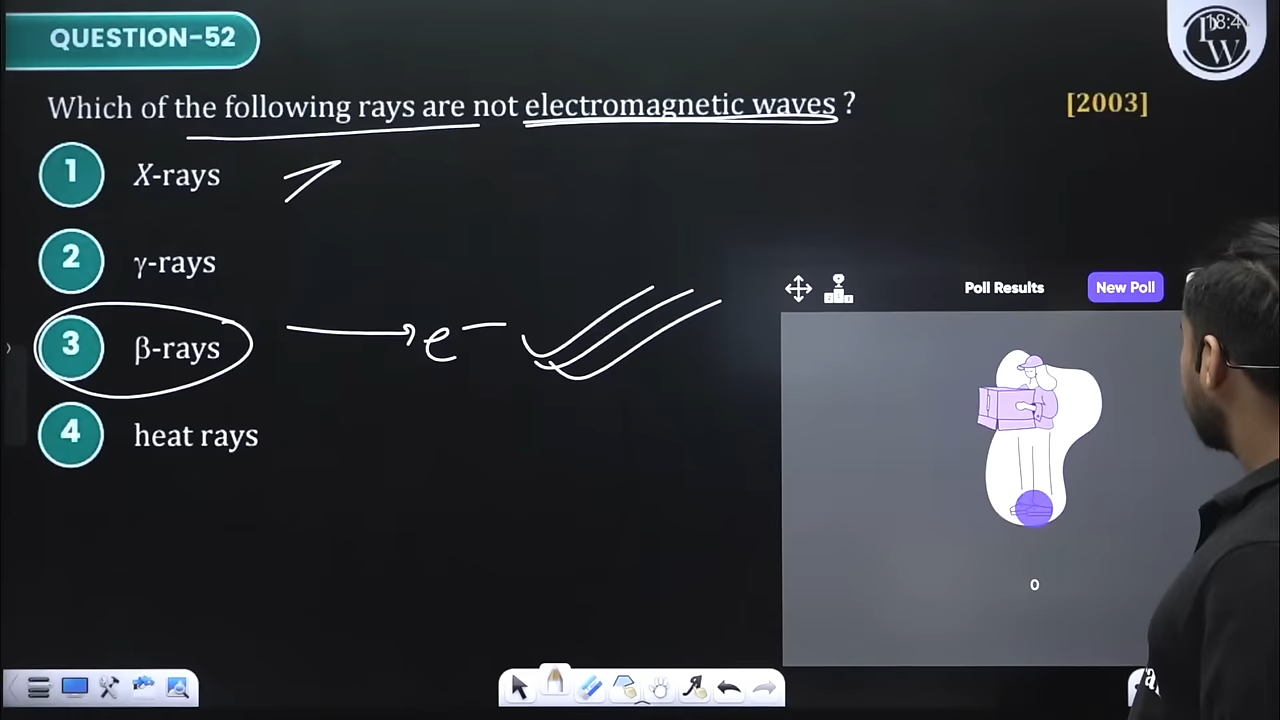 QUESTION-52
Which of the following rays are not electromagnetic waves ?
[2003]
1 X-rays
2 γ-rays
3 β-rays
e⁻
4 heat rays
Poll Results
New Poll
0